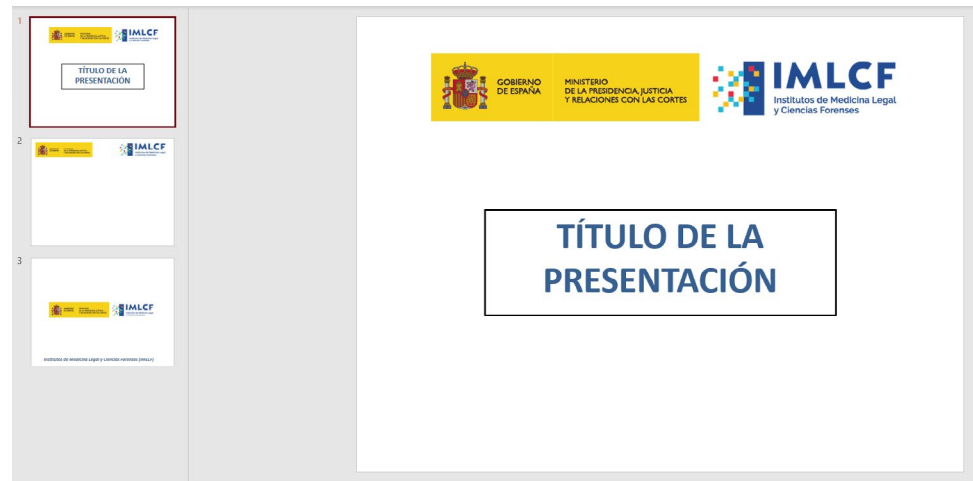 1
IMLCF
TÍTULO DE LA
PRESENTACIÓN
2
IMLCF
3
IMLCF
Institutos de Medicina Legal y Ciencias Forenses (IMLCF)
GOBIERNO
DE ESPAÑA
MINISTERIO
DE LA PRESIDENCIA, JUSTICIA
Y RELACIONES CON LAS CORTES
IMLCF
Institutos de Medicina Legal
y Ciencias Forenses
TÍTULO DE LA
PRESENTACIÓN